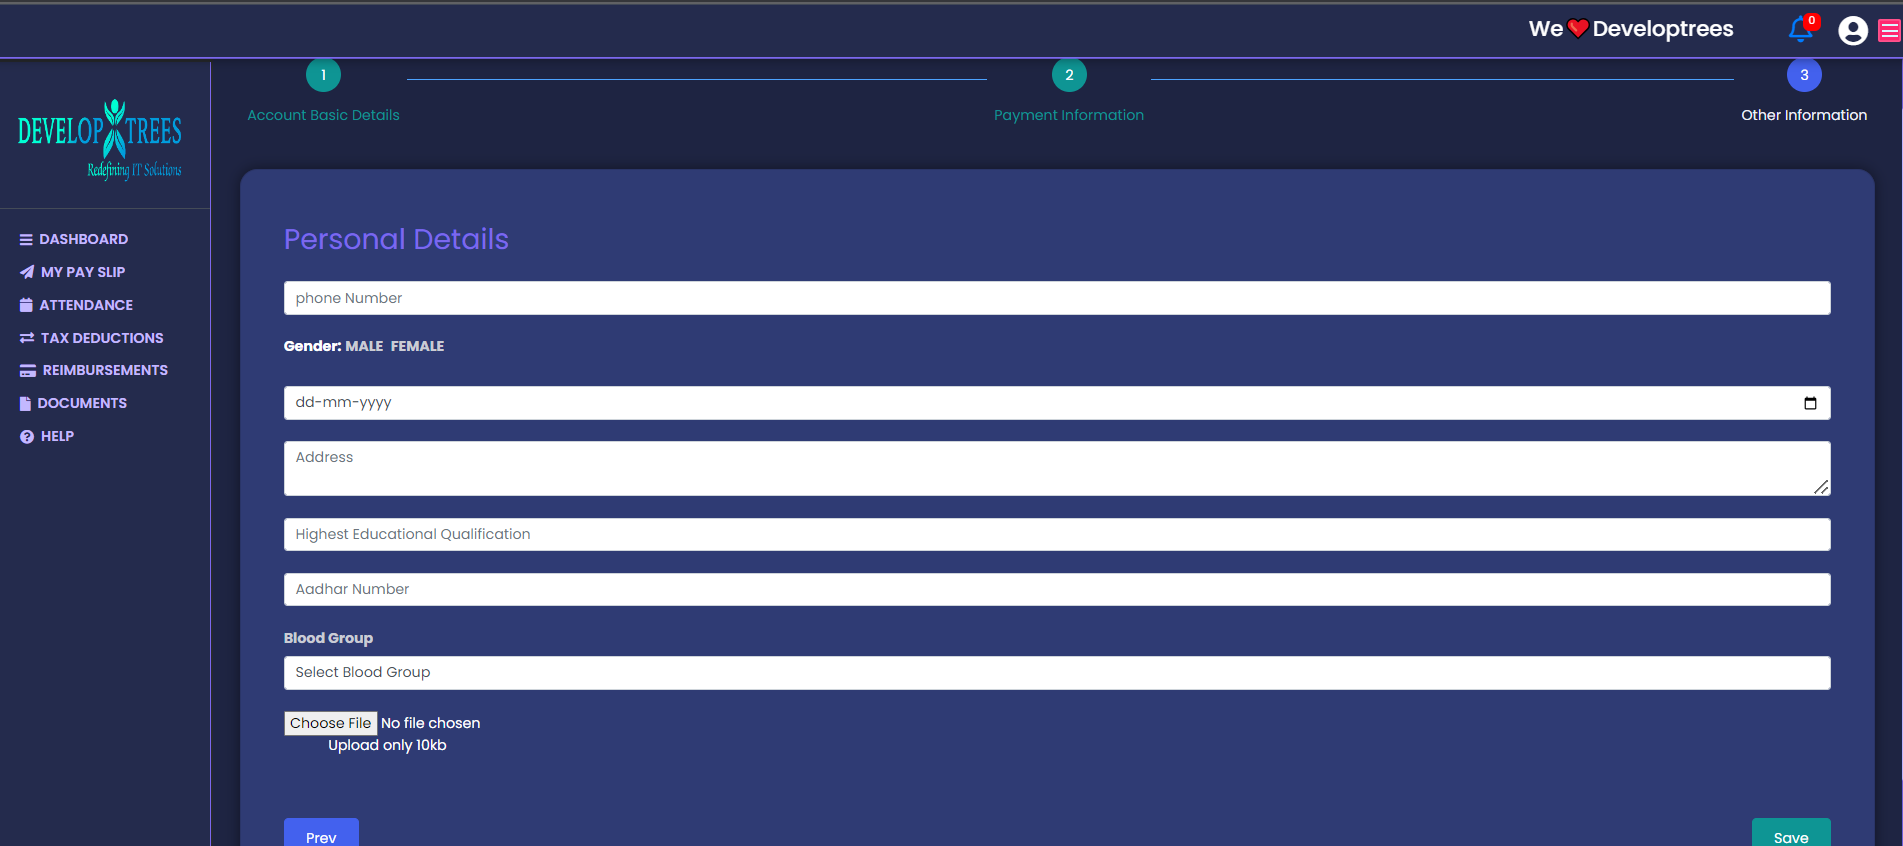 We ❤ Developtrees
0
1
2
3
Account Basic Details
Payment Information
Other Information
DEVELOP TREES
Redefining IT Solutions
DASHBOARD
MY PAY SLIP
ATTENDANCE
TAX DEDUCTIONS
REIMBURSEMENTS
DOCUMENTS
HELP
Personal Details
phone Number
Gender: MALE FEMALE
dd-mm-yyyy
Address
Highest Educational Qualification
Aadhar Number
Blood Group
Select Blood Group
Choose File No file chosen
Upload only 10kb
Prev
Save